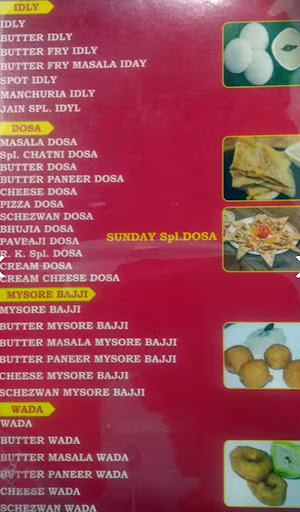 IDLY
IDLY
BUTTER IDLY
BUTTER FRY IDLY
BUTTER FRY MASALA IDAY
SPOT IDLY
MANCHURIA IDLY
JAIN SPL. IDYL
DOSA
MASALA DOSA
Spl. CHATNI DOSA
BUTTER DOSA
BUTTER PANEER DOSA
CHEESE DOSA
PIZZA DOSA
SCHEZWAN DOSA
BHUJIA DOSA
PAVBAJI DOSA
SUNDAY Spl.DOSA
R. K. Spl. DOSA
CREAM DOSA
CREAM CHEESE DOSA
MYSORE BAJJI
MYSORE BAJJI
BUTTER MYSORE BAJJI
BUTTER MASALA MYSORE BAJJI
BUTTER PANEER MYSORE BAJJI
CHEESE MYSORE BAJJI
SCHEZWAN MYSORE BAJJI
WADA
WADA
BUTTER WADA
BUTTER MASALA WADA
BUTTER PANEER WADA
CHEESE WADA
SCHEZWAN WADA